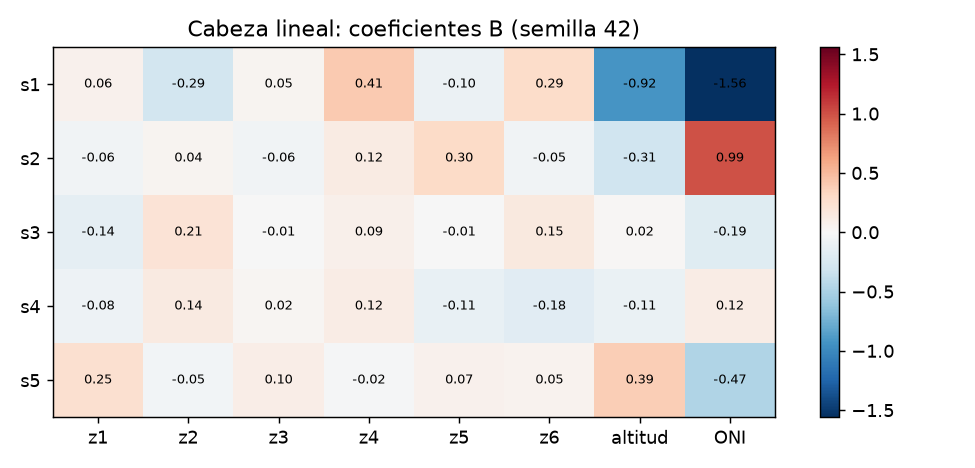 Cabeza lineal: coeficientes B (semilla 42)
s1 0.06 -0.29 0.05 0.41 -0.10 0.29 -0.92 -1.56
s2 -0.06 0.04 -0.06 0.12 0.30 -0.05 -0.31 0.99
s3 -0.14 0.21 -0.01 0.09 -0.01 0.15 0.02 -0.19
s4 -0.08 0.14 0.02 0.12 -0.11 -0.18 -0.11 0.12
s5 0.25 -0.05 0.10 -0.02 0.07 0.05 0.39 -0.47
z1 z2 z3 z4 z5 z6 altitud ONI
1.5
1.0
0.5
0.0
−0.5
−1.0
−1.5